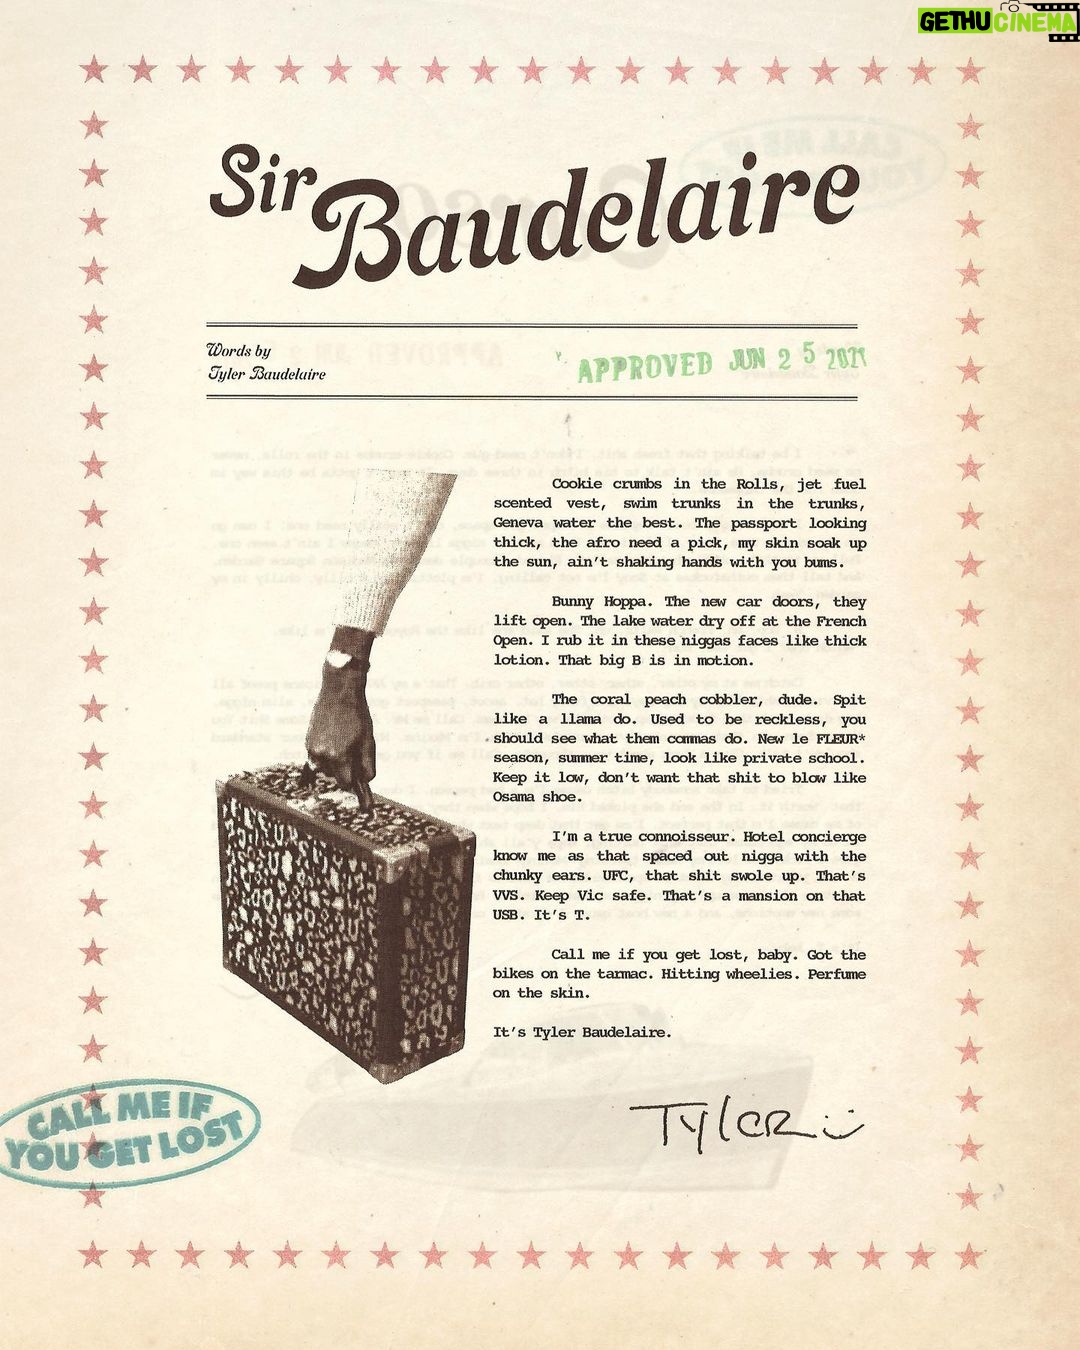 GETHUCINEMA
Sir
Baudelaire
Words by
Tyler Baudelaire
APPROVED JUN 25 2021
Cookie crumbs in the Rolls, jet fuel
scented vest, swim trunks in the trunks,
Geneva water the best. The passport looking
thick, the afro need a pick, my skin soak up
the sun, ain't shaking hands with you bums.
Bunny Hoppa. The new car doors, they
lift open. The lake water dry off at the French
Open. I rub it in these niggas faces like thick
lotion. That big B is in motion.
The coral peach cobbler, dude. Spit
like a llama do. Used to be reckless, you
should see what them commas do. New le FLEUR*
season, summer time, look like private school.
Keep it low, don't want that shit to blow like
Osama shoe.
I'm a true connoisseur. Hotel concierge
know me as that spaced out nigga with the
chunky ears. UFC, that shit swole up. That's
VVS. Keep Vic safe. That's a mansion on that
USB. It's T.
Call me if you get lost, baby. Got the
bikes on the tarmac. Hitting wheelies. Perfume
on the skin.
It's Tyler Baudelaire.
TyleR
CALL ME IF
YOU GET LOST